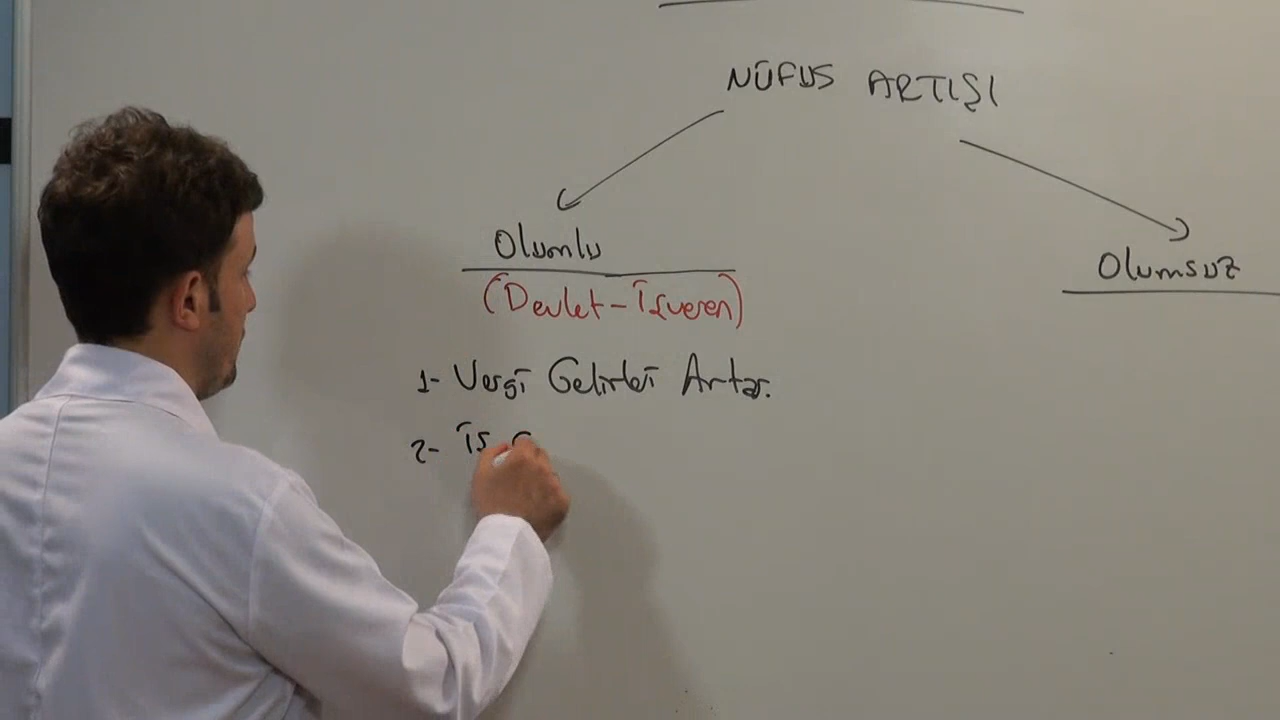 NÜFUS ARTIŞI
Olumlu
Olumsuz
(Devlet-İşveren)
1- Vergi Gelirleri Artar.
2- İş